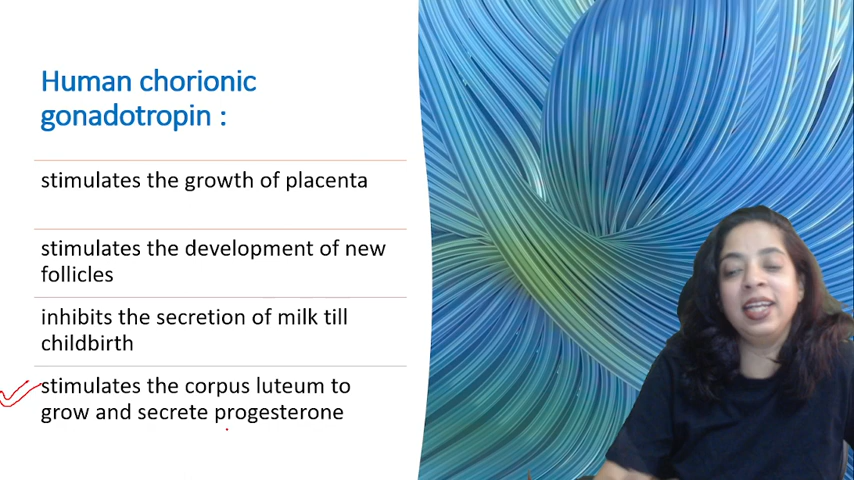 Human chorionic
gonadotropin :
stimulates the growth of placenta
stimulates the development of new
follicles
inhibits the secretion of milk till
childbirth
stimulates the corpus luteum to
grow and secrete progesterone